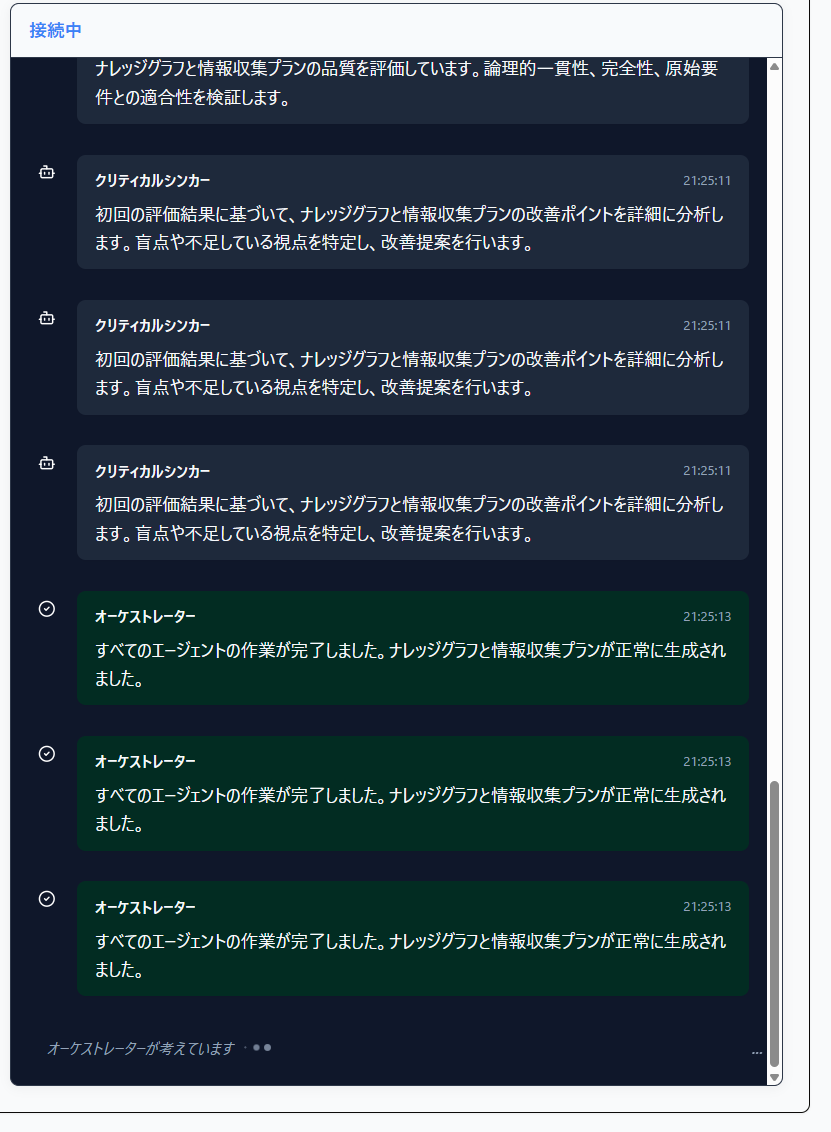 接続中
ナレッジグラフと情報収集プランの品質を評価しています。論理的一貫性、完全性、原始要
件との適合性を検証します。
クリティカルシンカー
21:25:11
初回の評価結果に基づいて、ナレッジグラフと情報収集プランの改善ポイントを詳細に分析し
ます。盲点や不足している視点を特定し、改善提案を行います。
クリティカルシンカー
21:25:11
初回の評価結果に基づいて、ナレッジグラフと情報収集プランの改善ポイントを詳細に分析し
ます。盲点や不足している視点を特定し、改善提案を行います。
クリティカルシンカー
21:25:11
初回の評価結果に基づいて、ナレッジグラフと情報収集プランの改善ポイントを詳細に分析し
ます。盲点や不足している視点を特定し、改善提案を行います。
オーケストレーター
21:25:13
すべてのエージェントの作業が完了しました。ナレッジグラフと情報収集プランが正常に生成され
ました。
オーケストレーター
21:25:13
すべてのエージェントの作業が完了しました。ナレッジグラフと情報収集プランが正常に生成され
ました。
オーケストレーター
21:25:13
すべてのエージェントの作業が完了しました。ナレッジグラフと情報収集プランが正常に生成され
ました。
オーケストレーターが考えています
...